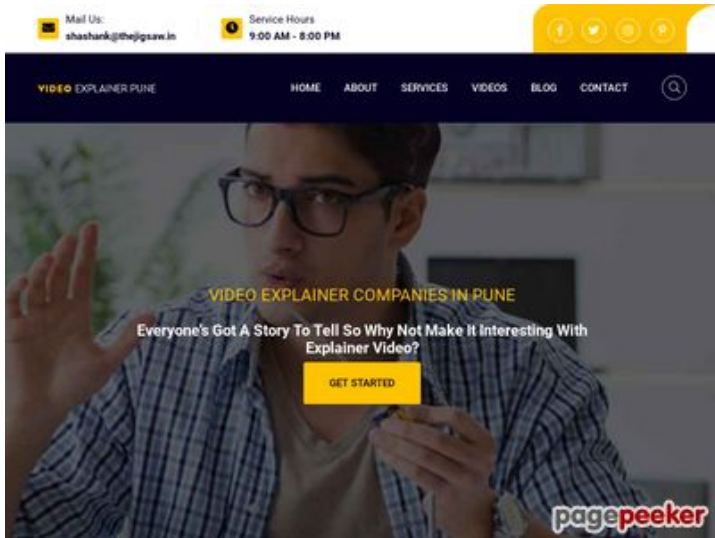 Mail Us:
shashank@thejigsaw.in
Service Hours
9:00 AM - 8:00 PM
VIDEO EXPLAINER PUNE
HOME ABOUT SERVICES VIDEOS BLOG CONTACT
VIDEO EXPLAINER COMPANIES IN PUNE
Everyone's Got A Story To Tell So Why Not Make It Interesting With
Explainer Video?
GET STARTED
pagepeeker